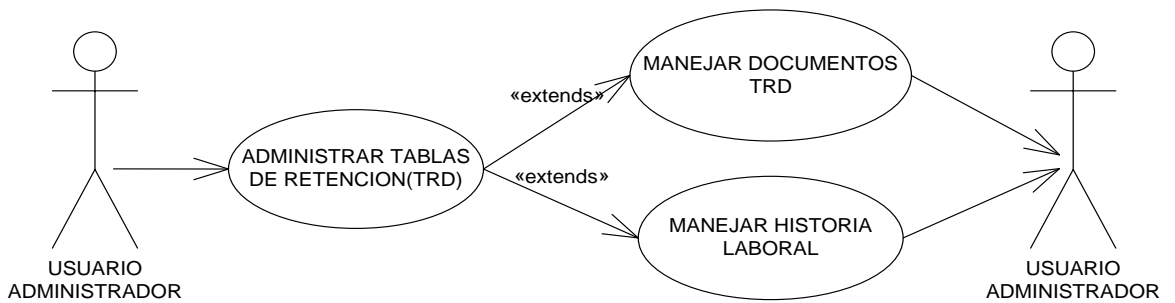 MANEJAR DOCUMENTOS
TRD
«extends»
ADMINISTRAR TABLAS
DE RETENCION(TRD)
«extends»
MANEJAR HISTORIA
LABORAL
USUARIO
ADMINISTRADOR
USUARIO
ADMINISTRADOR